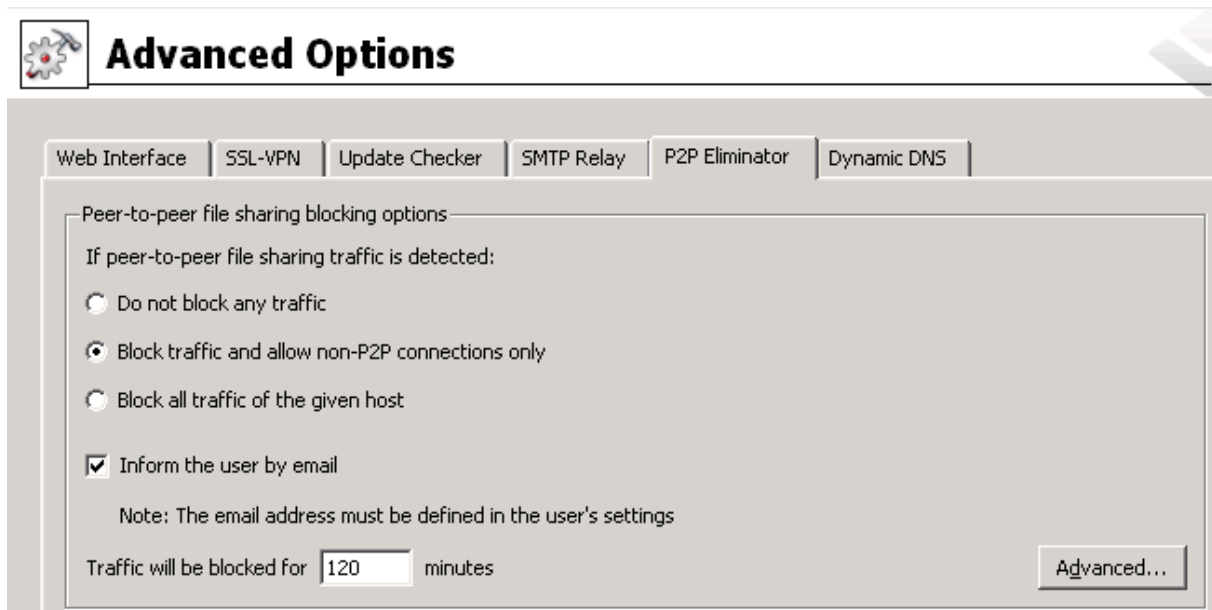 Advanced Options
Web Interface SSL-VPN Update Checker SMTP Relay P2P Eliminator Dynamic DNS
Peer-to-peer file sharing blocking options
If peer-to-peer file sharing traffic is detected:
Do not block any traffic
Block traffic and allow non-P2P connections only
Block all traffic of the given host
Inform the user by email
Note: The email address must be defined in the user's settings
Traffic will be blocked for 120 minutes Advanced...